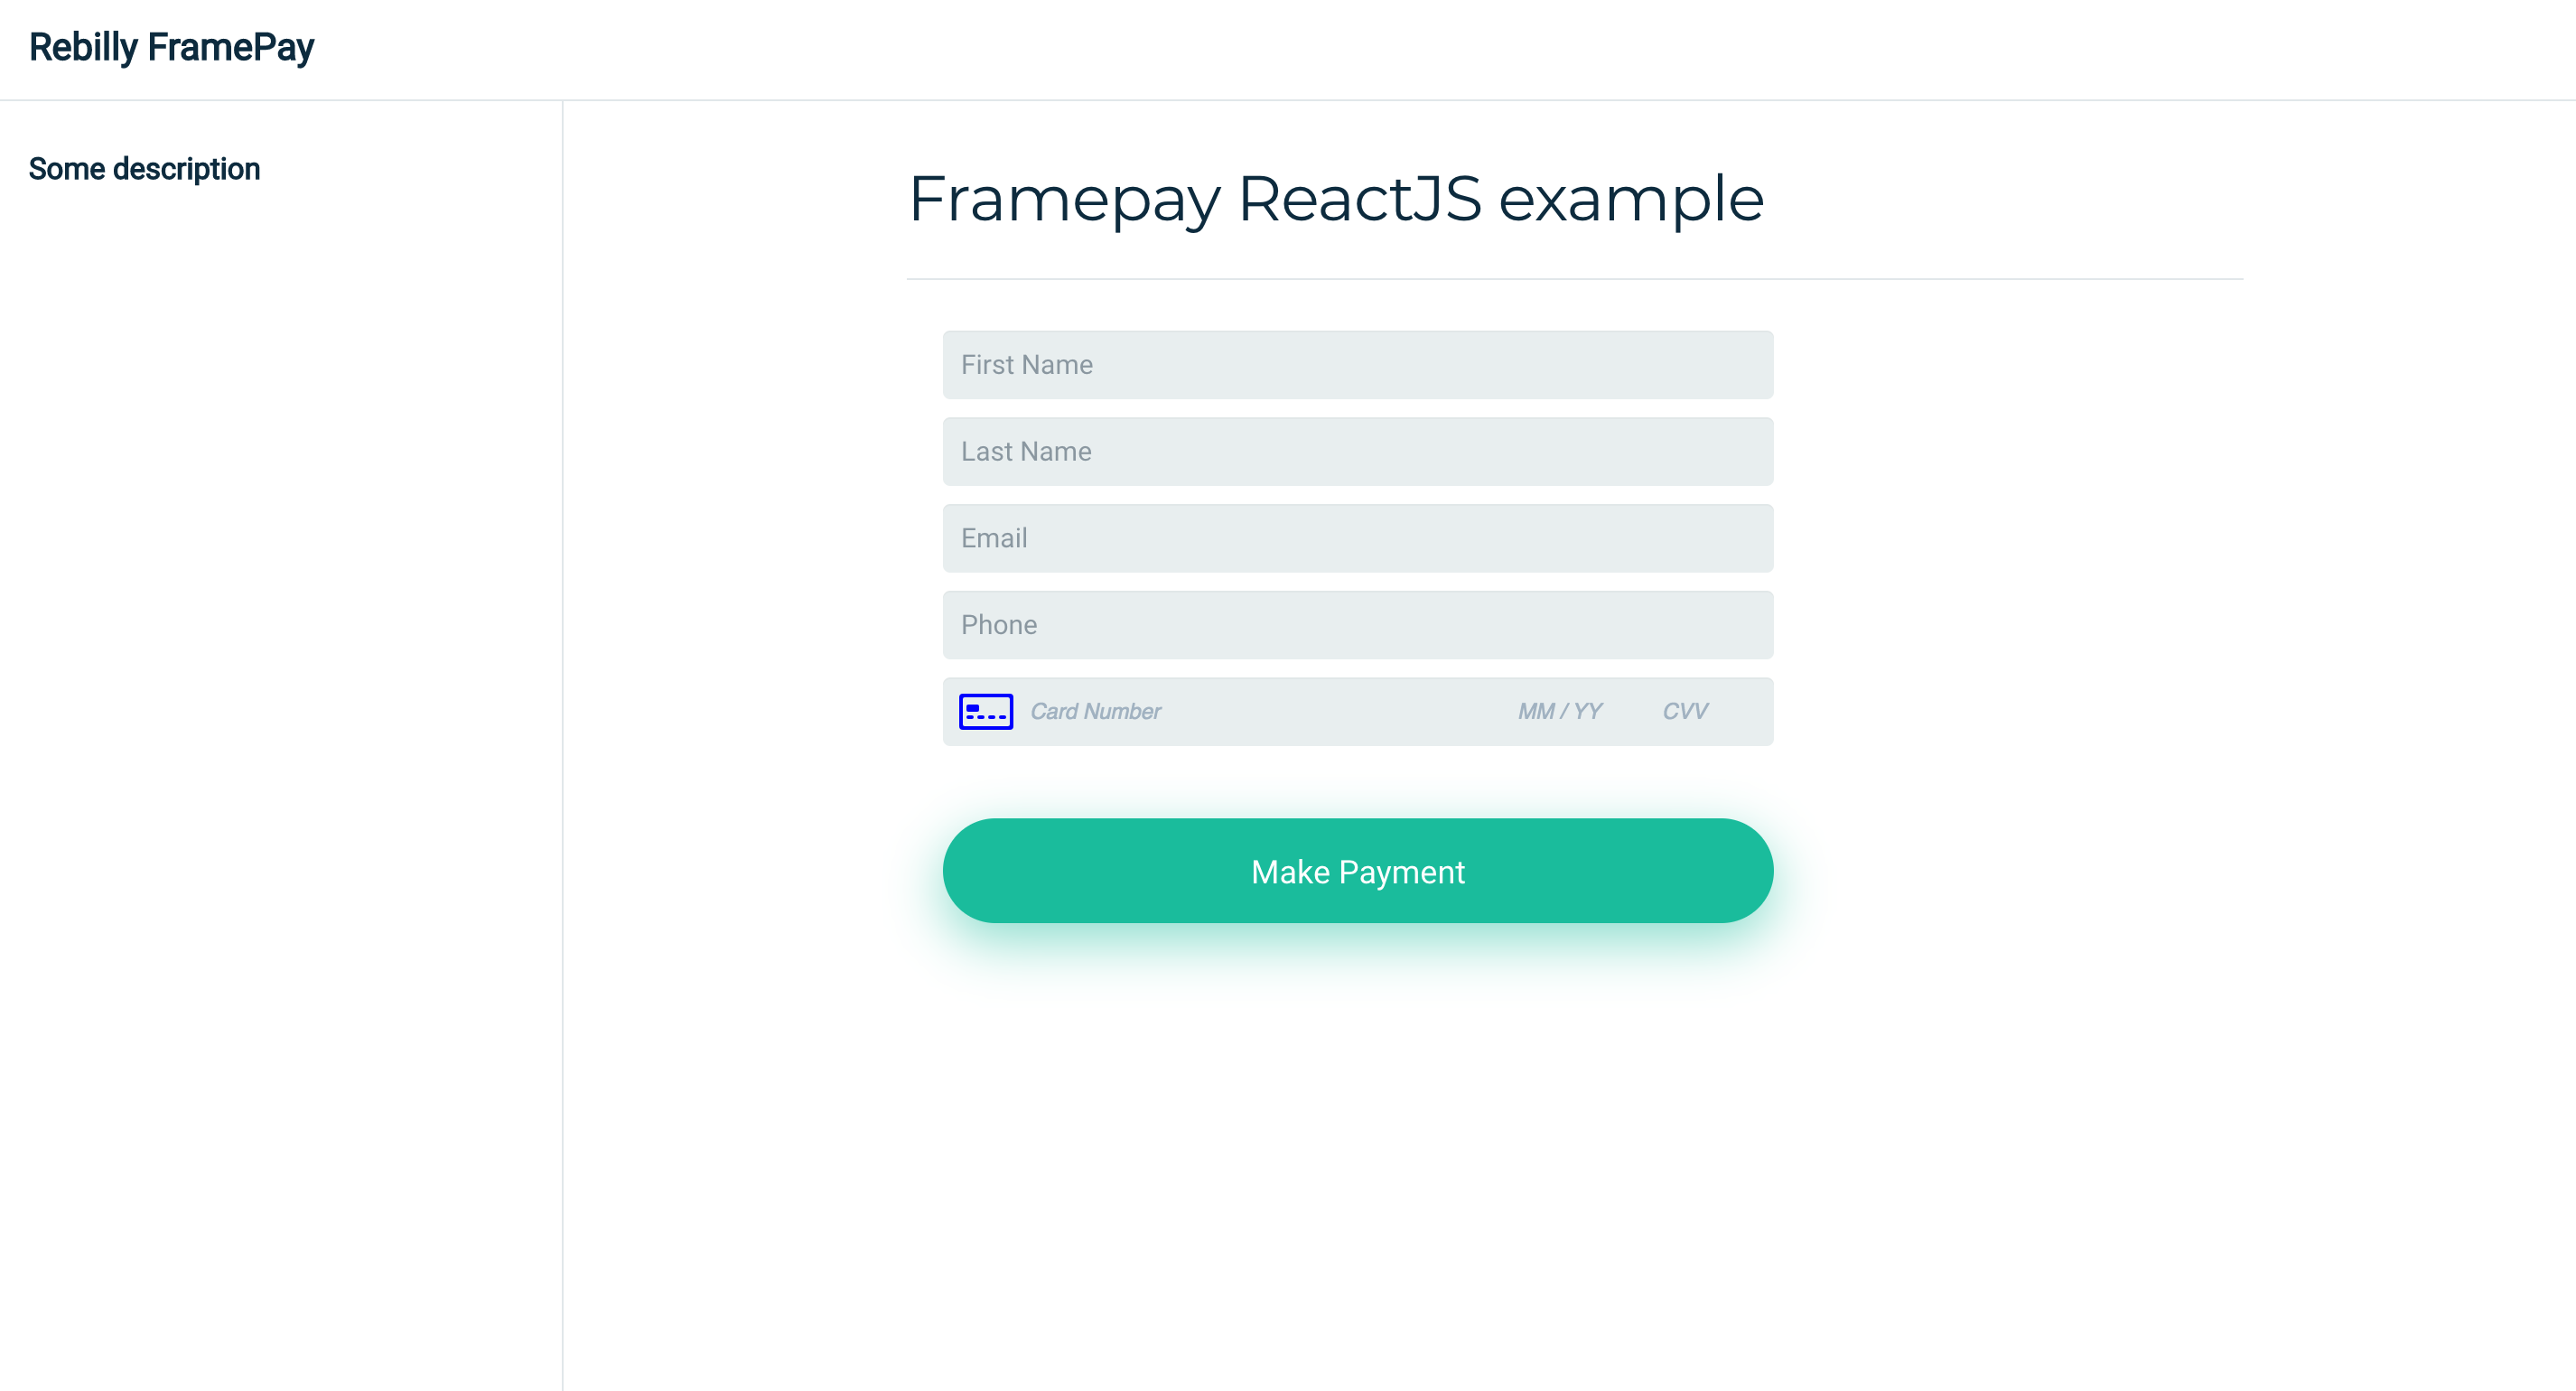 Rebilly FramePay
Some description
Framepay ReactJS example
First Name
Last Name
Email
Phone
Card Number MM / YY CVV
Make Payment